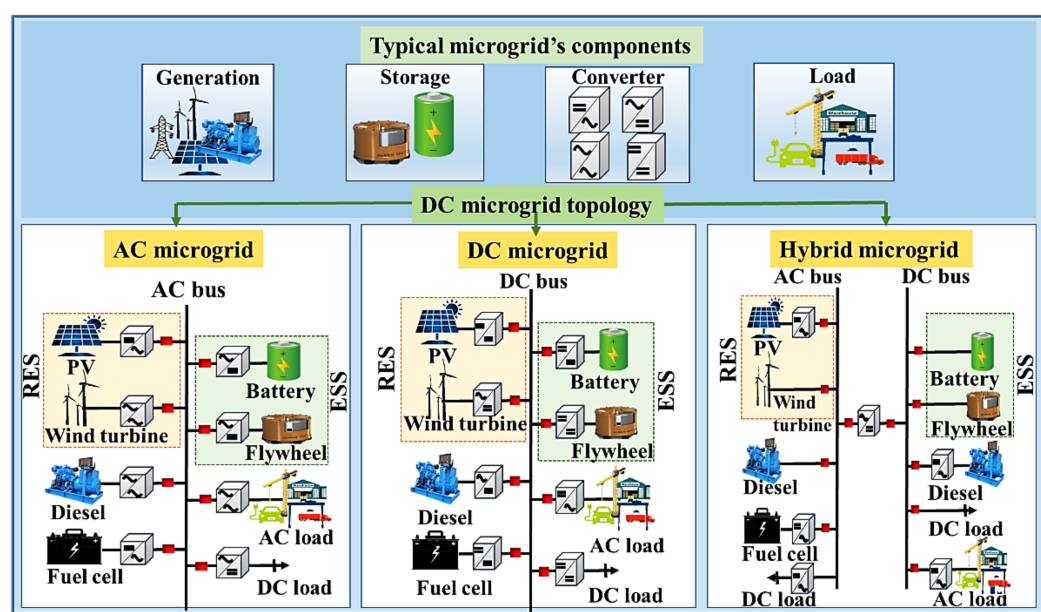 Typical microgrid's components
Generation
Storage
Converter
Load
Warehouse
DC microgrid topology
AC microgrid
AC bus
RES
PV
Wind turbine
Battery
Flywheel
ESS
Diesel
AC load
Fuel cell
DC load
DC microgrid
DC bus
RES
PV
Wind turbine
Battery
Flywheel
ESS
Diesel
AC load
Fuel cell
DC load
Hybrid microgrid
AC bus
DC bus
RES
PV
Wind
turbine
Battery
Flywheel
ESS
Diesel
Diesel
DC load
Fuel cell
DC load
AC load